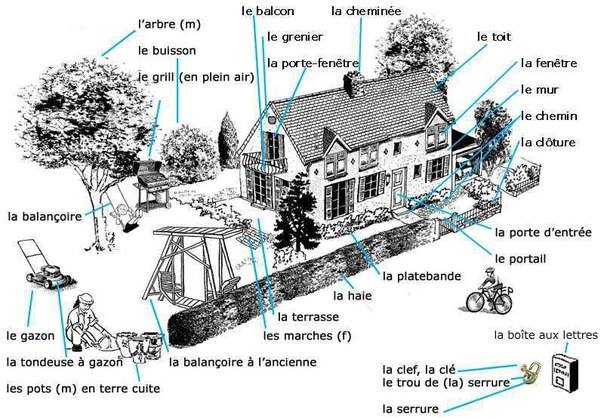 le balcon
la cheminée
l'arbre (m)
le grenier
le toit
le buisson
la porte-fenêtre
la fenêtre
le grill (en plein air)
le mur
le chemin
la clôture
la balançoire
la porte d'entrée
le portail
la platebande
la haie
la terrasse
les marches (f)
le gazon
la boîte aux lettres
la tondeuse à gazon
la balançoire à l'ancienne
la clef, la clé
le trou de (la) serrure
les pots (m) en terre cuite
la serrure